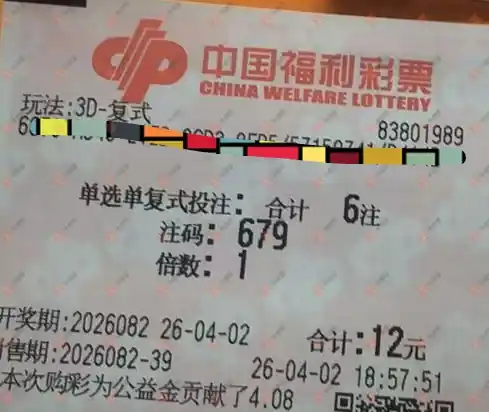 中国福利彩票
CHINA WELFARE LOTTERY
玩法:3D-复式
83801989
单选单复式投注: 合计 6注
注码: 679
倍数: 1
开奖期:2026082 26-04-02 合计:12元
售期:2026082-39 26-04-02 18:57:51
本次购彩为公益金贡献了4.08